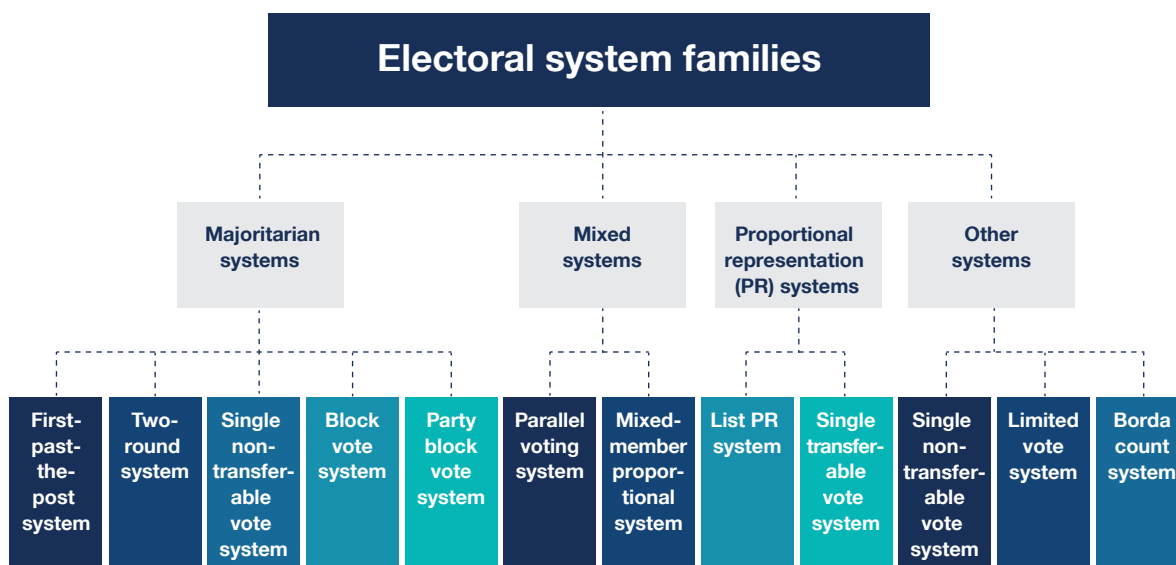 Electoral system families
Majoritarian
systems
Mixed
systems
Proportional
representation
(PR) systems
Other
systems
First-
past-
the-
post
system
Two-
round
system
Single
non-
transfer-
able
vote
system
Block
vote
system
Party
block
vote
system
Parallel
voting
system
Mixed-
member
propor-
tional
system
List PR
system
Single
transfer-
able
vote
system
Single
non-
transfer-
able
vote
system
Limited
vote
system
Borda
count
system